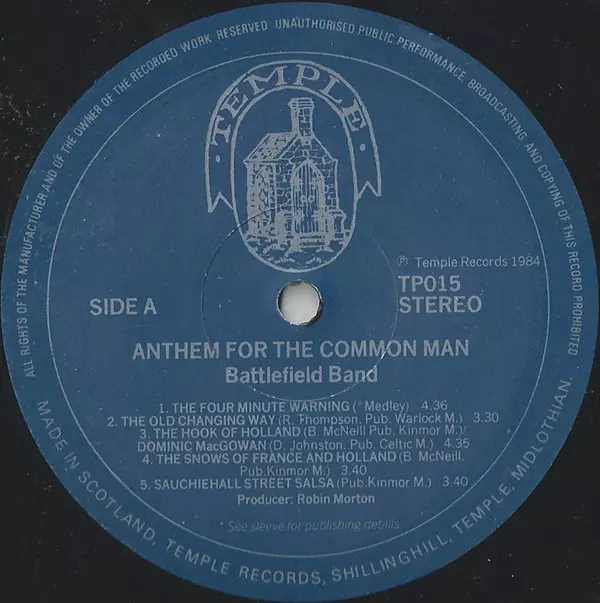 ALL RIGHTS OF THE MANUFACTURER AND OF THE OWNER OF THE RECORDED WORK RESERVED UNAUTHORISED PUBLIC PERFORMANCE BROADCASTING AND COPYING OF THIS RECORD PROHIBITED
TEMPLE
℗ Temple Records 1984
TP015
SIDE A
STEREO
ANTHEM FOR THE COMMON MAN
Battlefield Band
1. THE FOUR MINUTE WARNING (*Medley) 4.36
2. THE OLD CHANGING WAY (R. Thompson. Pub. Warlock M.) 3.30
3. THE HOOK OF HOLLAND (B. McNeill Pub. Kinmor M.)/
DOMINIC MacGOWAN (D. Johnston. Pub. Celtic M.) 4.35
4. THE SNOWS OF FRANCE AND HOLLAND (B. McNeill.
Pub. Kinmor M.) 3.40
5. SAUCHIEHALL STREET SALSA (Pub. Kinmor M.) 3.40
Producer: Robin Morton
* See sleeve for publishing details
MADE IN SCOTLAND, TEMPLE RECORDS, SHILLINGHILL, TEMPLE, MIDLOTHIAN.